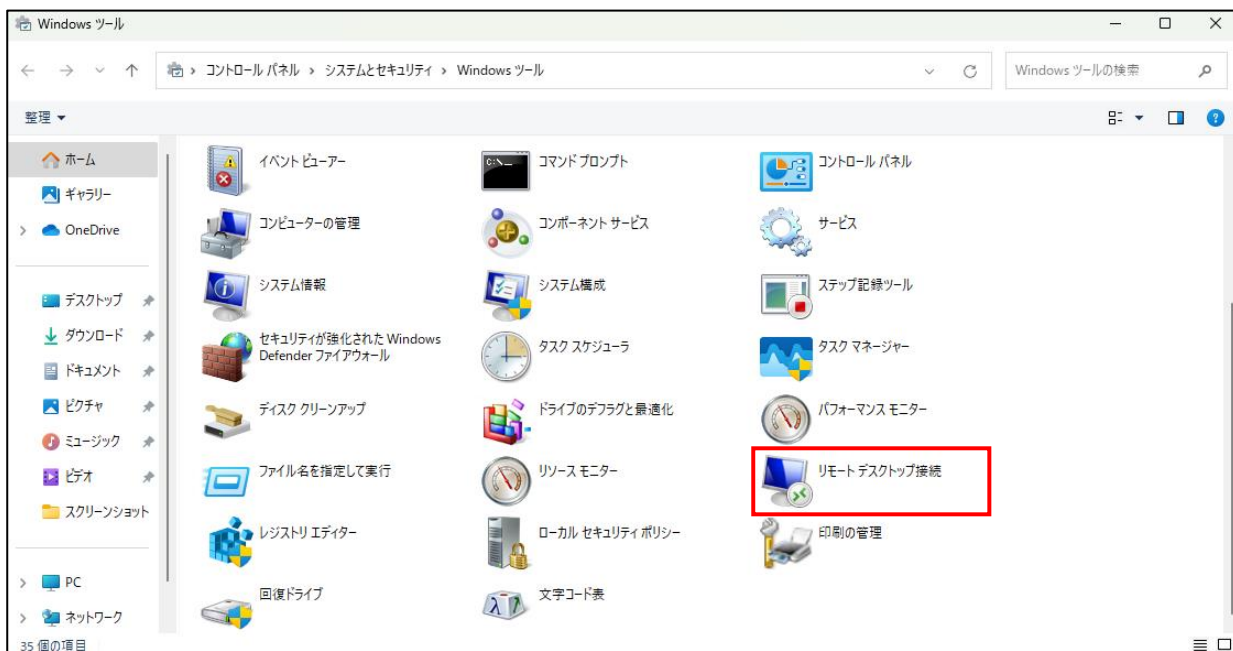 Windows ツール
コントロール パネル › システムとセキュリティ › Windows ツール
Windows ツールの検索
整理
ホーム
ギャラリー
OneDrive
デスクトップ
ダウンロード
ドキュメント
ピクチャ
ミュージック
ビデオ
スクリーンショット
PC
ネットワーク
イベント ビューアー
コマンド プロンプト
コントロール パネル
コンピューターの管理
コンポーネント サービス
サービス
システム情報
システム構成
ステップ記録ツール
セキュリティが強化された Windows
Defender ファイアウォール
タスク スケジューラ
タスク マネージャー
ディスク クリーンアップ
ドライブのデフラグと最適化
パフォーマンス モニター
ファイル名を指定して実行
リソース モニター
リモート デスクトップ接続
レジストリ エディター
ローカル セキュリティ ポリシー
印刷の管理
回復ドライブ
文字コード表
35 個の項目